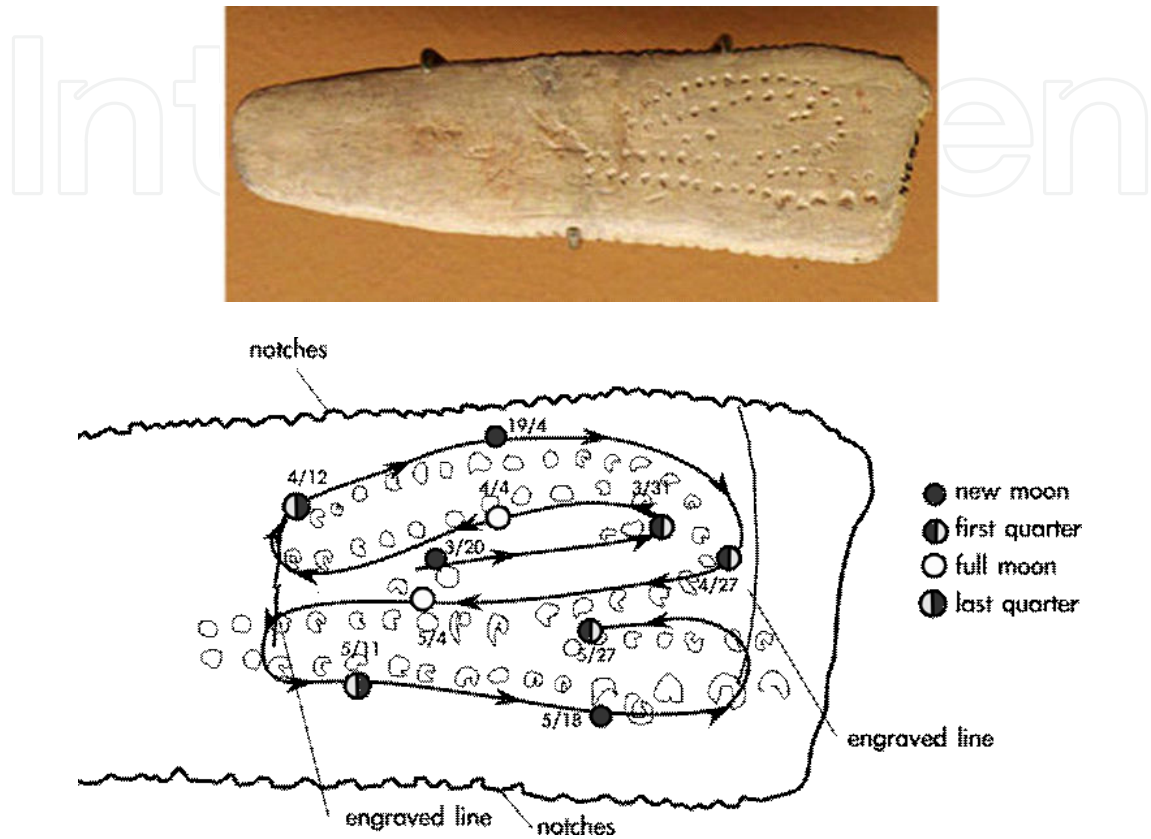 Inten
notches
19/4
4/12
4/4
3/31
3/20
4/27
5/4
5/11
5/27
5/18
new moon
first quarter
full moon
last quarter
engraved line
engraved line
notches